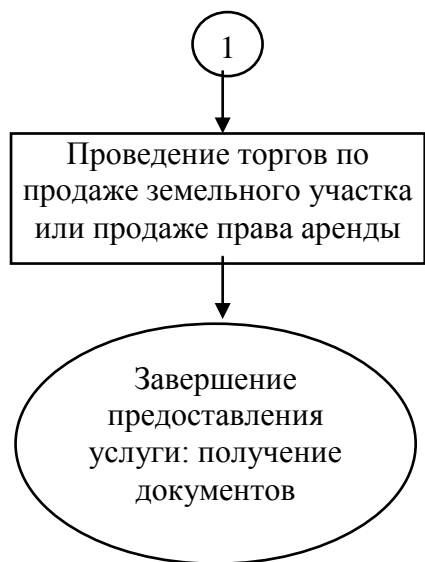 1
Проведение торгов по
продаже земельного участка
или продаже права аренды
Завершение
предоставления
услуги: получение
документов